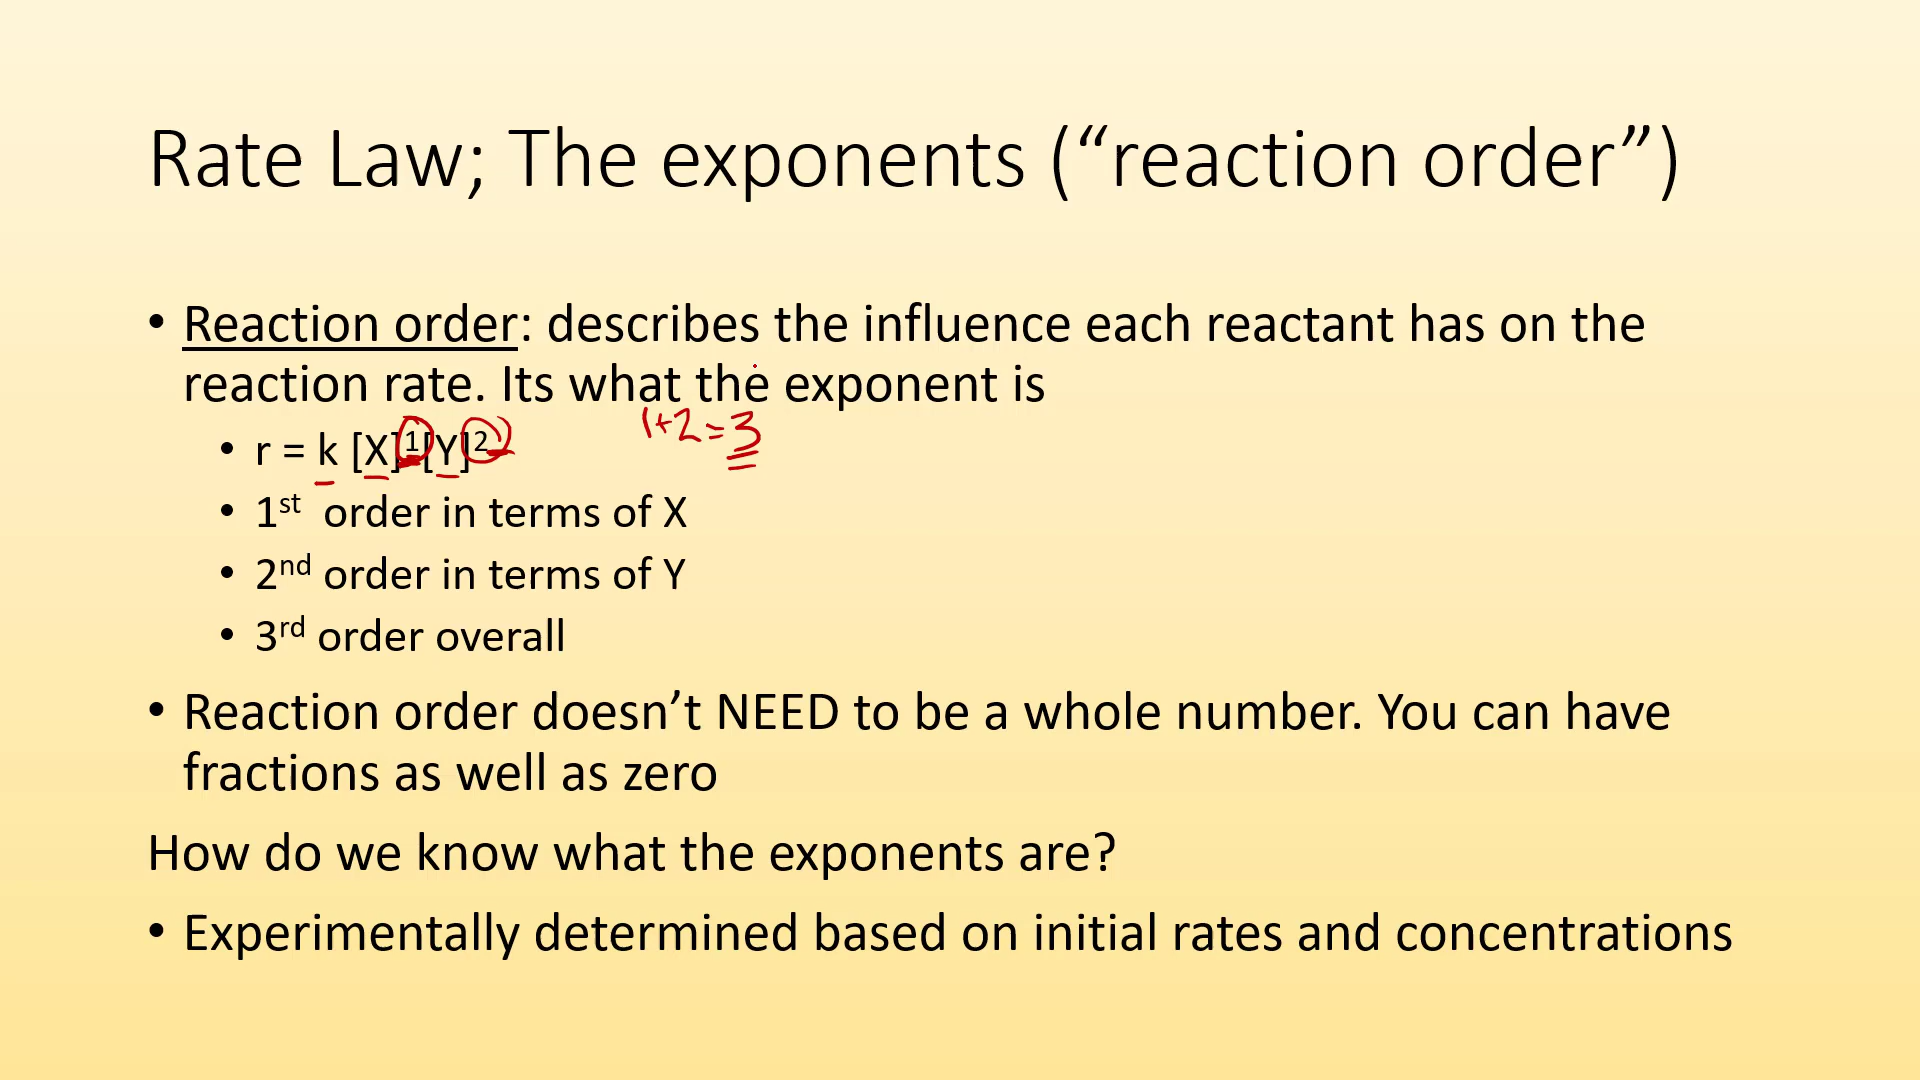 Rate Law; The exponents (“reaction order”)
• Reaction order: describes the influence each reactant has on the
reaction rate. Its what the exponent is
1+2=3
• r = k [X]¹[Y]²
• 1ˢᵗ order in terms of X
• 2ⁿᵈ order in terms of Y
• 3ʳᵈ order overall
• Reaction order doesn’t NEED to be a whole number. You can have
fractions as well as zero
How do we know what the exponents are?
• Experimentally determined based on initial rates and concentrations